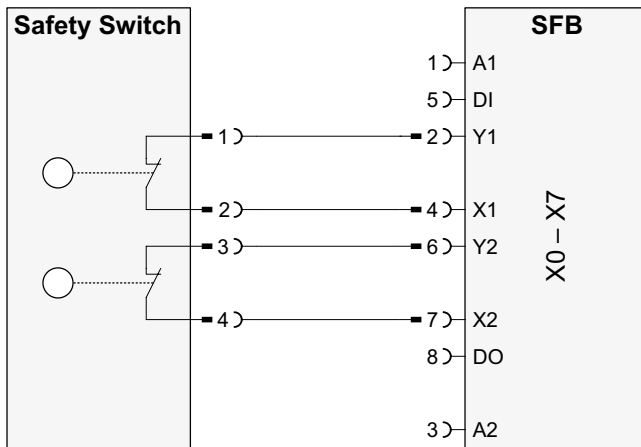 Safety Switch
SFB
1 A1
5 DI
1 2 Y1
2 4 X1
3 6 Y2
4 7 X2
8 DO
3 A2
X0 – X7